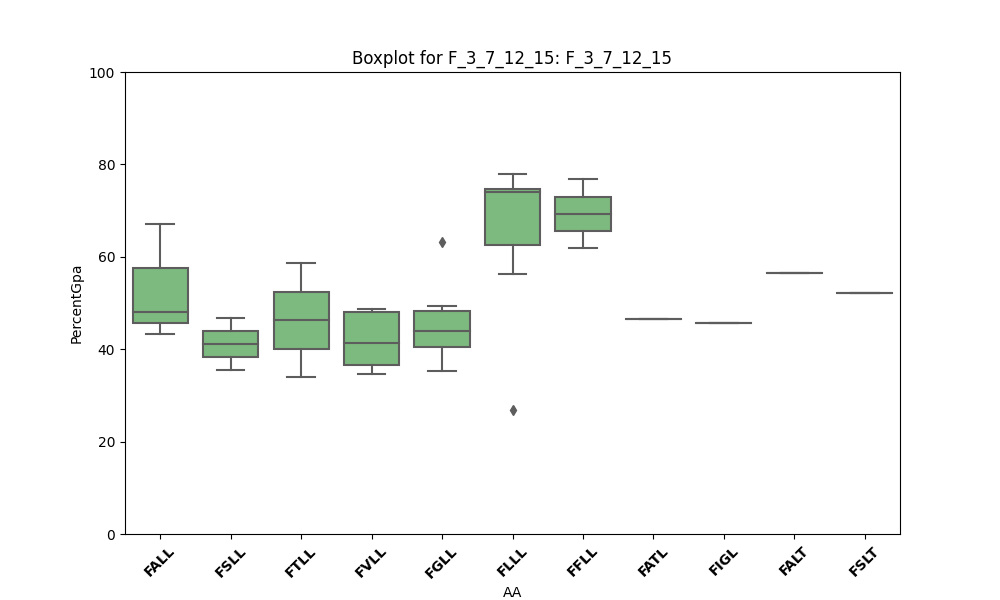 Boxplot for F_3_7_12_15: F_3_7_12_15
100
80
60
40
20
0
PercentGpa
FALL
FSLL
FTLL
FVLL
FGLL
FLLL
FFLL
FATL
FIGL
FALT
FSLT
AA